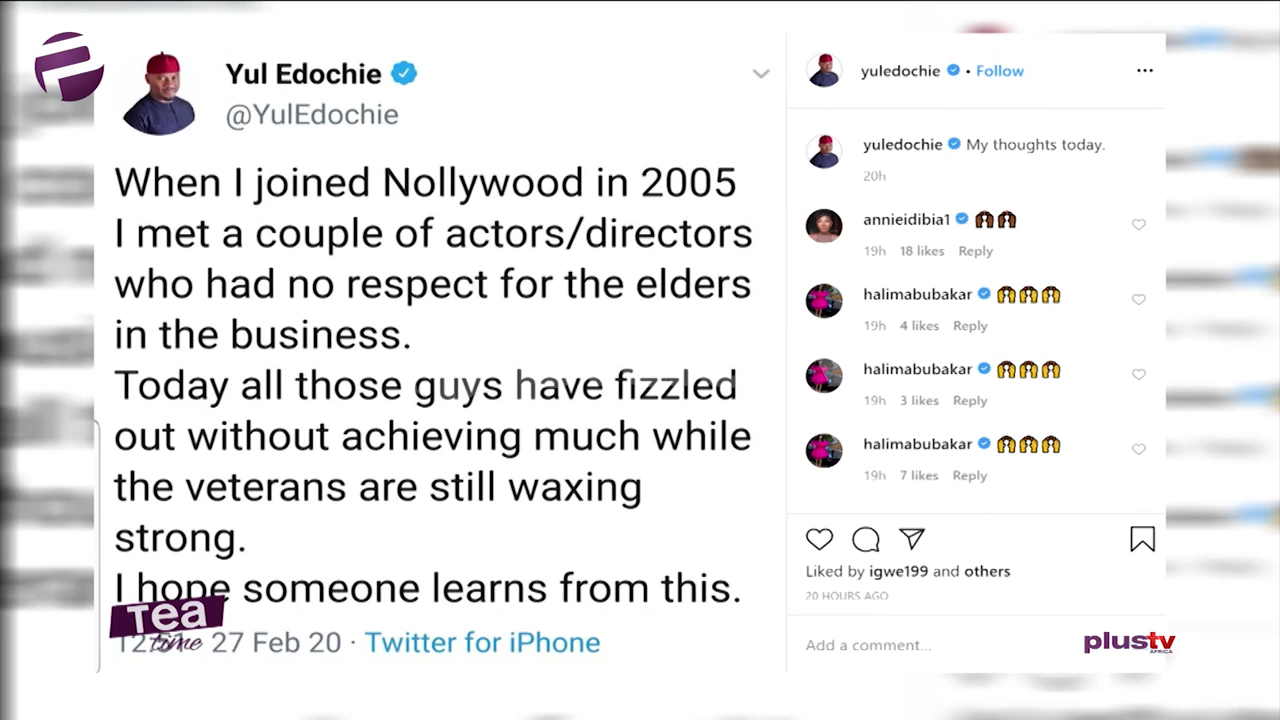 Yul Edochie
@YulEdochie
When I joined Nollywood in 2005
I met a couple of actors/directors
who had no respect for the elders
in the business.
Today all those guys have fizzled
out without achieving much while
the veterans are still waxing
strong.
I hope someone learns from this.
27 Feb 20 · Twitter for iPhone
Tea
time
yuledochie • Follow
yuledochie My thoughts today.
20h
annieidibia1
19h 18 likes Reply
halimabubakar
19h 4 likes Reply
halimabubakar
19h 3 likes Reply
halimabubakar
19h 7 likes Reply
Liked by igwe199 and others
20 HOURS AGO
Add a comment...
plustv
AFRICA